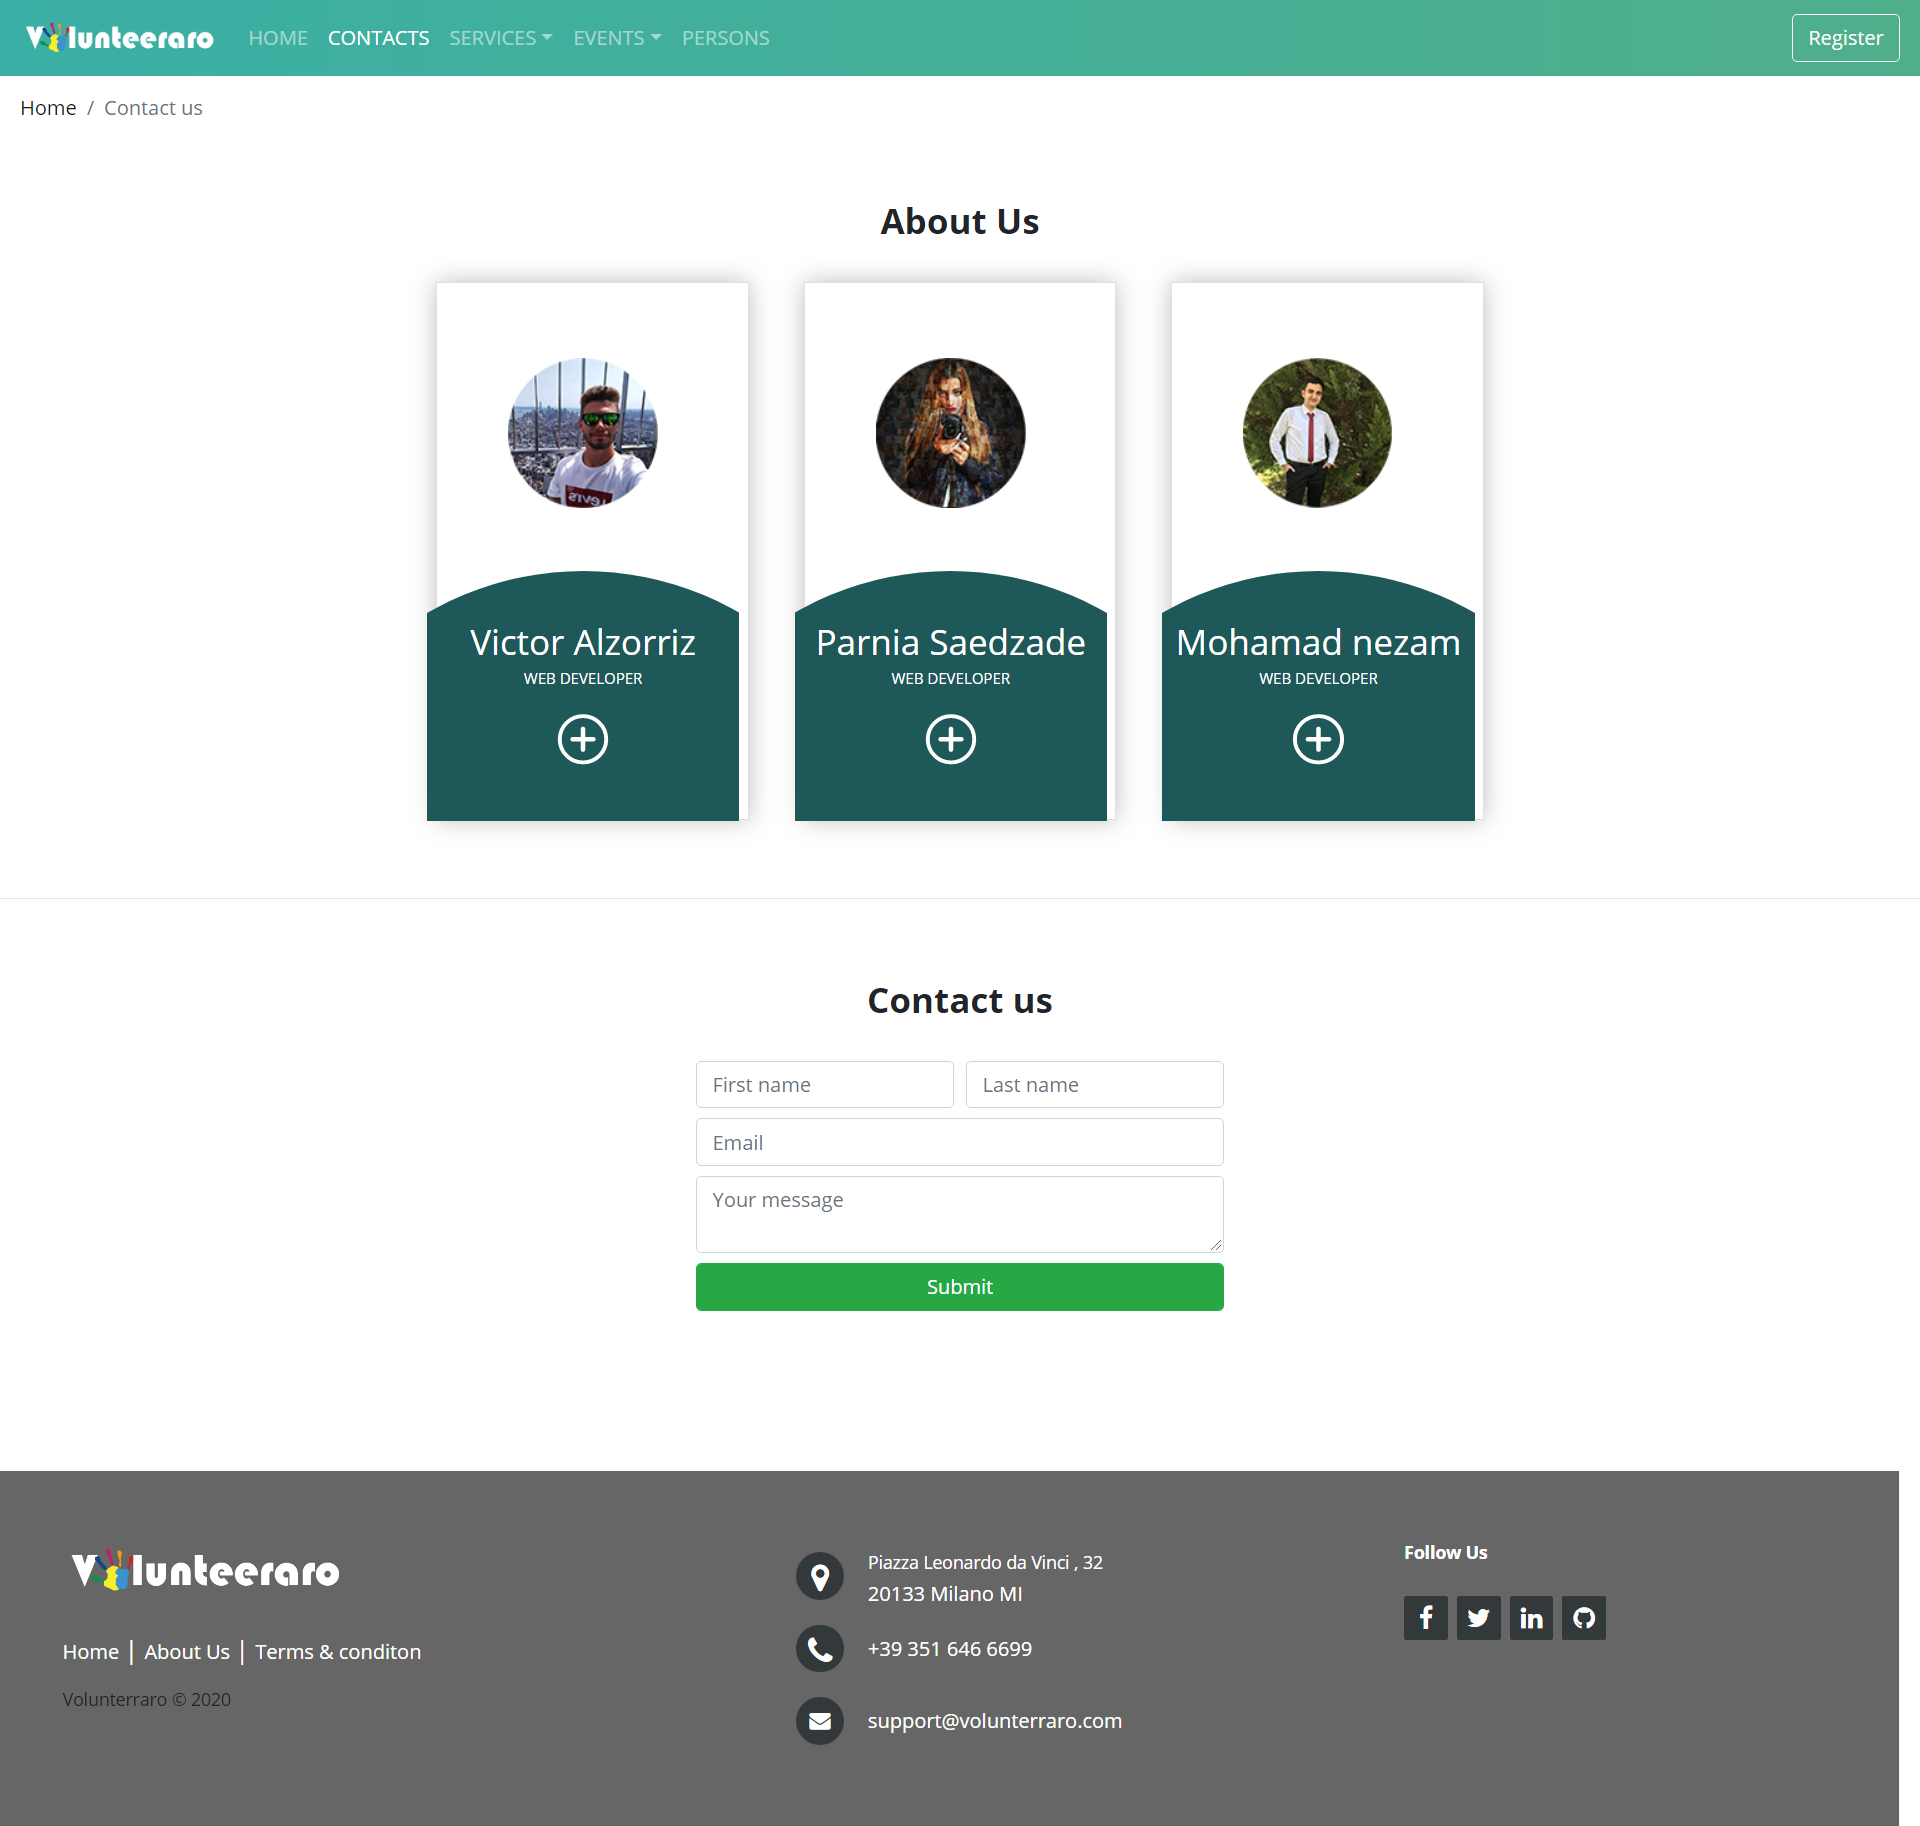 Volunteeraro HOME CONTACTS SERVICES EVENTS PERSONS Register
Home / Contact us
About Us
Victor Alzorriz
WEB DEVELOPER
Parnia Saedzade
WEB DEVELOPER
Mohamad nezam
WEB DEVELOPER
Contact us
First name
Last name
Email
Your message
Submit
Volunteeraro
Home | About Us | Terms & conditon
Volunterraro © 2020
Piazza Leonardo da Vinci , 32
20133 Milano MI
+39 351 646 6699
support@volunterraro.com
Follow Us